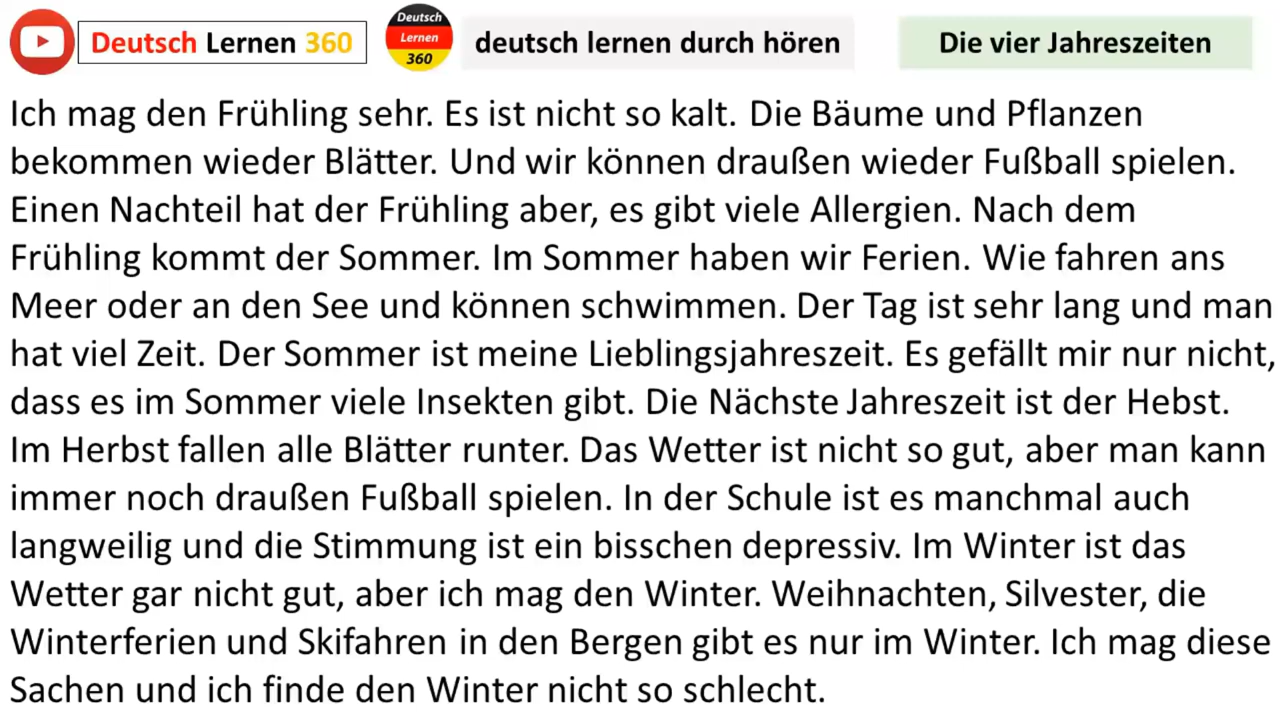 Deutsch Lernen 360
Deutsch
Lernen
360
deutsch lernen durch hören
Die vier Jahreszeiten
Ich mag den Frühling sehr. Es ist nicht so kalt. Die Bäume und Pflanzen
bekommen wieder Blätter. Und wir können draußen wieder Fußball spielen.
Einen Nachteil hat der Frühling aber, es gibt viele Allergien. Nach dem
Frühling kommt der Sommer. Im Sommer haben wir Ferien. Wie fahren ans
Meer oder an den See und können schwimmen. Der Tag ist sehr lang und man
hat viel Zeit. Der Sommer ist meine Lieblingsjahreszeit. Es gefällt mir nur nicht,
dass es im Sommer viele Insekten gibt. Die Nächste Jahreszeit ist der Hebst.
Im Herbst fallen alle Blätter runter. Das Wetter ist nicht so gut, aber man kann
immer noch draußen Fußball spielen. In der Schule ist es manchmal auch
langweilig und die Stimmung ist ein bisschen depressiv. Im Winter ist das
Wetter gar nicht gut, aber ich mag den Winter. Weihnachten, Silvester, die
Winterferien und Skifahren in den Bergen gibt es nur im Winter. Ich mag diese
Sachen und ich finde den Winter nicht so schlecht.